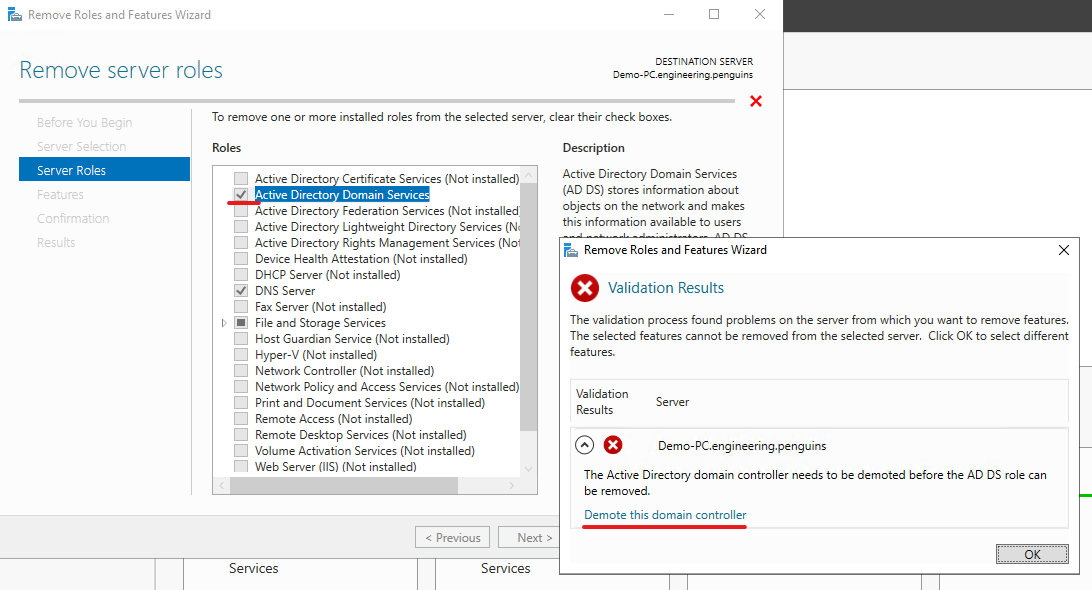 Remove Roles and Features Wizard
Remove server roles
DESTINATION SERVER
Demo-PC.engineering.penguins
Before You Begin
Server Selection
Server Roles
Features
Confirmation
Results
To remove one or more installed roles from the selected server, clear their check boxes.
Roles
Active Directory Certificate Services (Not installed)
Active Directory Domain Services
Active Directory Federation Services (Not installed)
Active Directory Lightweight Directory Services (No
Active Directory Rights Management Services (Not
Device Health Attestation (Not installed)
DHCP Server (Not installed)
DNS Server
Fax Server (Not installed)
File and Storage Services
Host Guardian Service (Not installed)
Hyper-V (Not installed)
Network Controller (Not installed)
Network Policy and Access Services (Not installed)
Print and Document Services (Not installed)
Remote Access (Not installed)
Remote Desktop Services (Not installed)
Volume Activation Services (Not installed)
Web Server (IIS) (Not installed)
Description
Active Directory Domain Services
(AD DS) stores information about
objects on the network and makes
this information available to users
and network administrators. AD DS
< Previous
Next >
Remove Roles and Features Wizard
Validation Results
The validation process found problems on the server from which you want to remove features.
The selected features cannot be removed from the selected server. Click OK to select different
features.
Validation
Results
Server
Demo-PC.engineering.penguins
The Active Directory domain controller needs to be demoted before the AD DS role can
be removed.
Demote this domain controller
OK
Services
Services